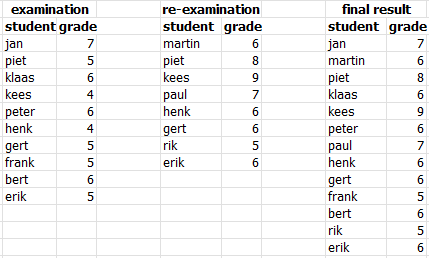 examination re-examination final result
student grade student grade student grade
jan 7 martin 6 jan 7
piet 5 piet 8 martin 6
klaas 6 kees 9 piet 8
kees 4 paul 7 klaas 6
peter 6 henk 6 kees 9
henk 4 gert 6 peter 6
gert 5 rik 5 paul 7
frank 5 erik 6 henk 6
bert 6 gert 6
erik 5 frank 5
bert 6
rik 5
erik 6